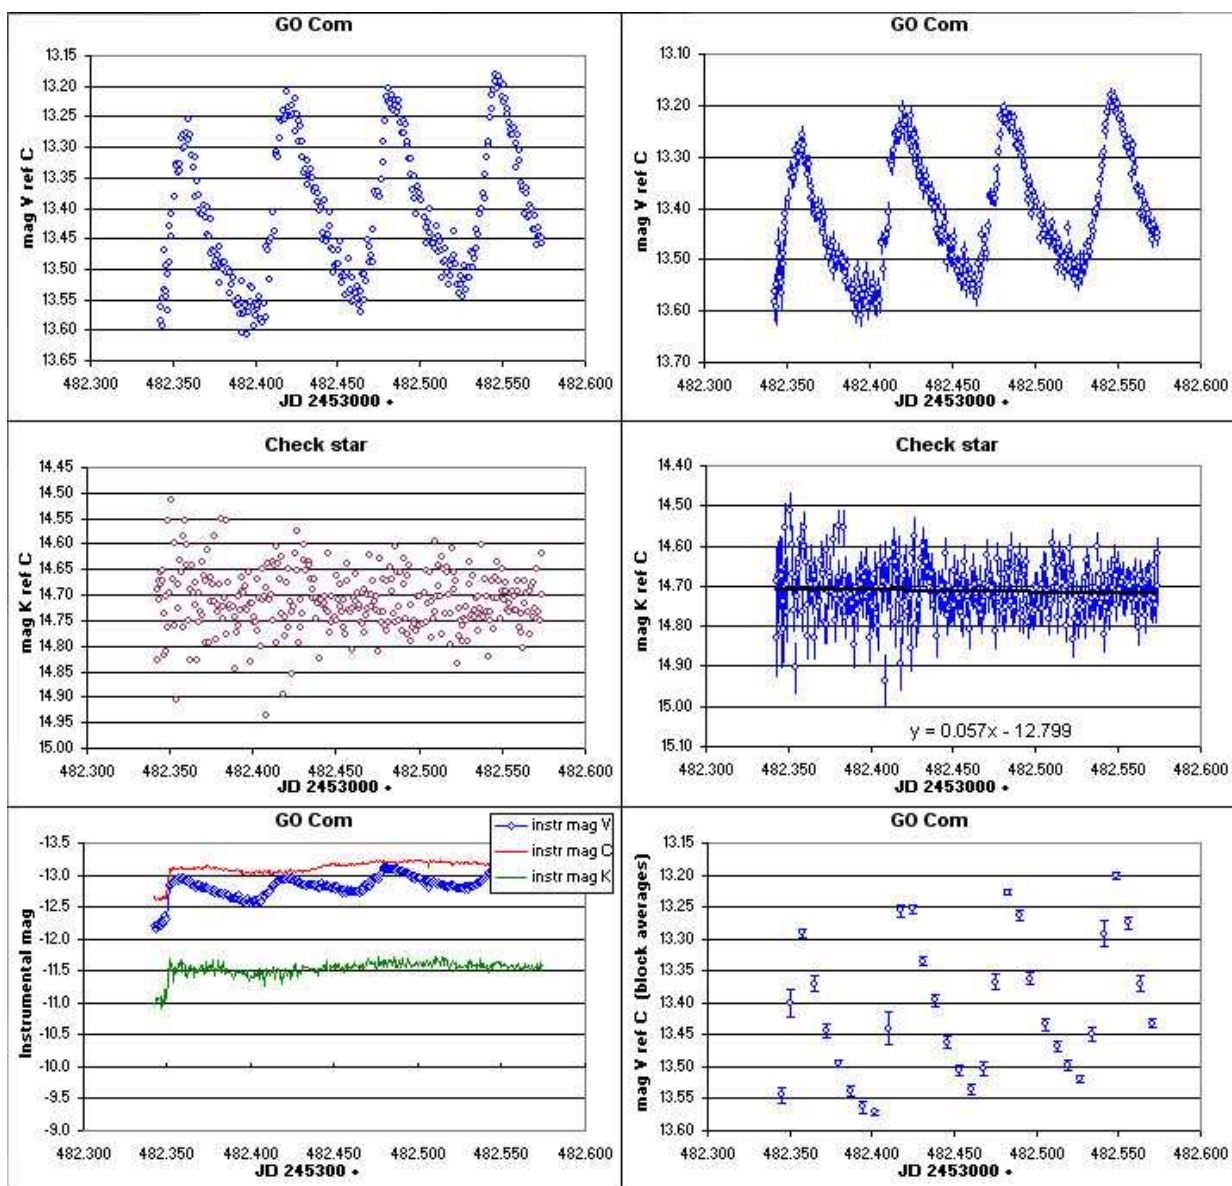 GO Com
13.15
13.20
13.25
13.30
13.35
13.40
13.45
13.50
13.55
13.60
13.65
mag V ref C
482.300 482.350 482.400 482.450 482.500 482.550 482.600
JD 2453000 +
GO Com
13.10
13.20
13.30
13.40
13.50
13.60
13.70
mag V ref C
482.300 482.350 482.400 482.450 482.500 482.550 482.600
JD 2453000 +
Check star
14.45
14.50
14.55
14.60
14.65
14.70
14.75
14.80
14.85
14.90
14.95
15.00
mag K ref C
482.300 482.350 482.400 482.450 482.500 482.550 482.600
JD 2453000 +
Check star
14.40
14.50
14.60
14.70
14.80
14.90
15.00
15.10
mag K ref C
y = 0.057x - 12.799
482.300 482.350 482.400 482.450 482.500 482.550 482.600
JD 2453000 +
GO Com
instr mag V
instr mag C
instr mag K
-13.5
-13.0
-12.5
-12.0
-11.5
-11.0
-10.5
-10.0
-9.5
-9.0
Instrumental mag
482.300 482.350 482.400 482.450 482.500 482.550 482.600
JD 245300 +
GO Com
13.15
13.20
13.25
13.30
13.35
13.40
13.45
13.50
13.55
13.60
mag V ref C (block averages)
482.300 482.350 482.400 482.450 482.500 482.550 482.600
JD 2453000 +